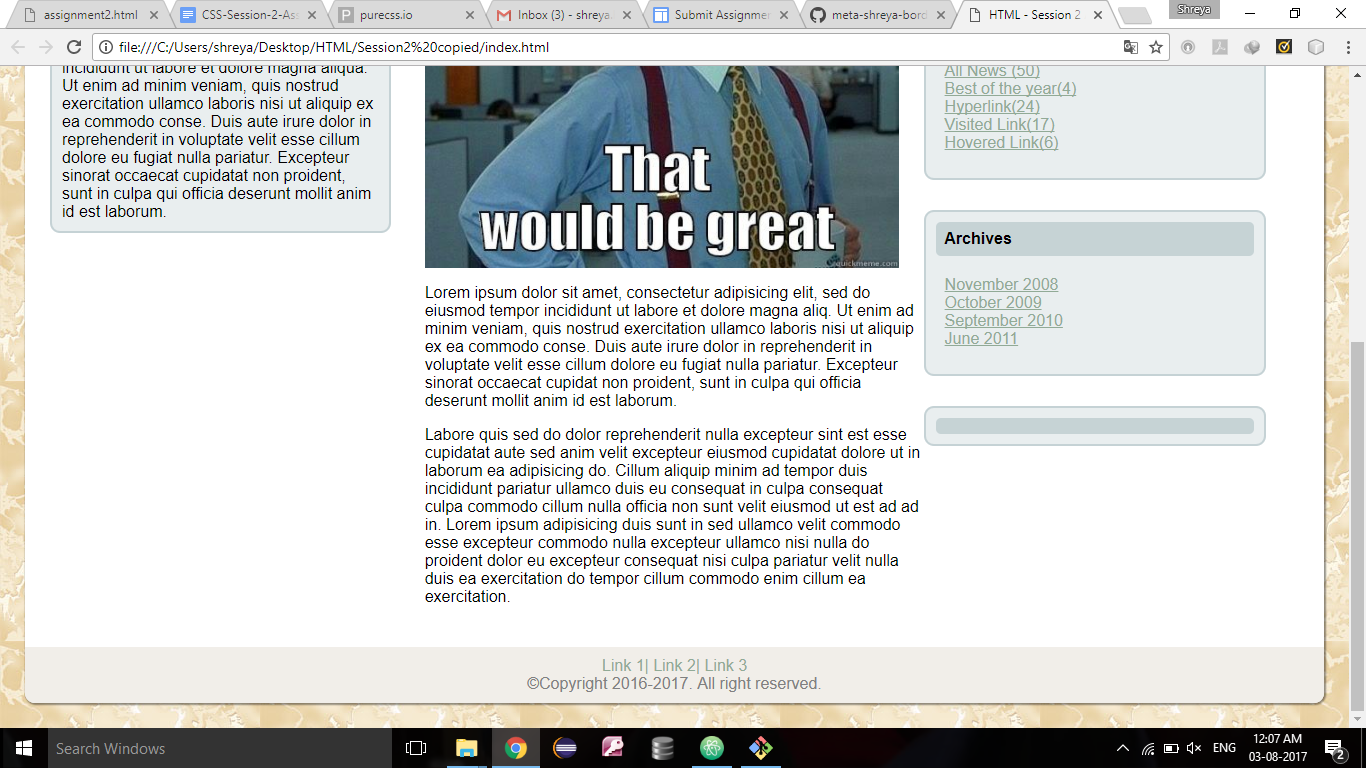 assignment2.html
CSS-Session-2-Ass
purecss.io
Inbox (3) - shreya.
Submit Assignmen
meta-shreya-bord
HTML - Session 2
Shreya
file:///C:/Users/shreya/Desktop/HTML/Session2%20copied/index.html
incididunt ut labore et dolore magna aliqua.
Ut enim ad minim veniam, quis nostrud
exercitation ullamco laboris nisi ut aliquip ex
ea commodo conse. Duis aute irure dolor in
reprehenderit in voluptate velit esse cillum
dolore eu fugiat nulla pariatur. Excepteur
sinorat occaecat cupidatat non proident,
sunt in culpa qui officia deserunt mollit anim
id est laborum.
That
would be great
quickmeme.com
Lorem ipsum dolor sit amet, consectetur adipisicing elit, sed do
eiusmod tempor incididunt ut labore et dolore magna aliq. Ut enim ad
minim veniam, quis nostrud exercitation ullamco laboris nisi ut aliquip
ex ea commodo conse. Duis aute irure dolor in reprehenderit in
voluptate velit esse cillum dolore eu fugiat nulla pariatur. Excepteur
sinorat occaecat cupidat non proident, sunt in culpa qui officia
deserunt mollit anim id est laborum.
Labore quis sed do dolor reprehenderit nulla excepteur sint est esse
cupidatat aute sed anim velit excepteur eiusmod cupidatat dolore ut in
laborum ea adipisicing do. Cillum aliquip minim ad tempor duis
incididunt pariatur ullamco duis eu consequat in culpa consequat
culpa commodo cillum nulla officia non sunt velit eiusmod ut est ad ad
in. Lorem ipsum adipisicing duis sunt in sed ullamco velit commodo
esse excepteur commodo nulla excepteur ullamco nisi nulla do
proident dolor eu excepteur consequat nisi culpa pariatur velit nulla
duis ea exercitation do tempor cillum commodo enim cillum ea
exercitation.
All News (50)
Best of the year(4)
Hyperlink(24)
Visited Link(17)
Hovered Link(6)
Archives
November 2008
October 2009
September 2010
June 2011
Link 1| Link 2| Link 3
©Copyright 2016-2017. All right reserved.
Search Windows
ENG
12:07 AM
03-08-2017
2